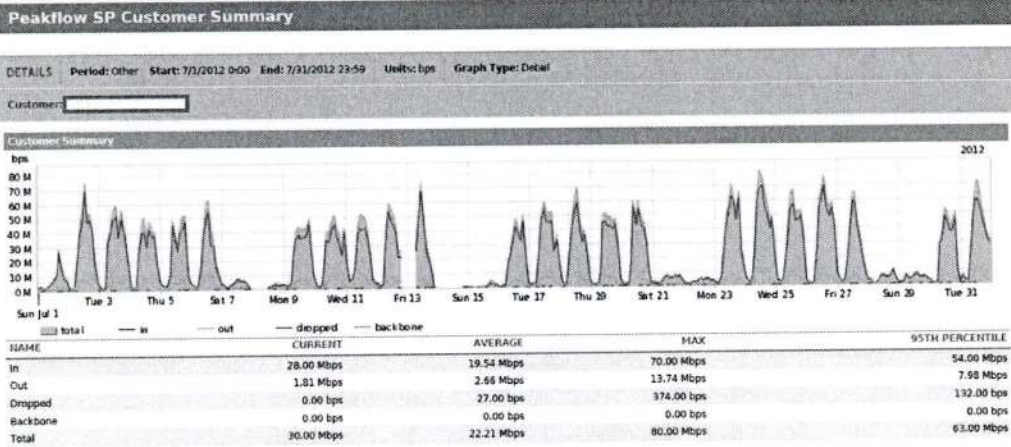 Peakflow SP Customer Summary
DETAILS Period: Other Start: 7/1/2012 0:00 End: 7/31/2012 23:59 Units: bps Graph Type: Detail
Customer:
Customer Summary
bps 2012
80 M
70 M
60 M
50 M
40 M
30 M
20 M
10 M
0 M
Sun Jul 1 Tue 3 Thu 5 Sat 7 Mon 9 Wed 11 Fri 13 Sun 15 Tue 17 Thu 19 Sat 21 Mon 23 Wed 25 Fri 27 Sun 29 Tue 31
total in out dropped backbone
NAME CURRENT AVERAGE MAX 95TH PERCENTILE
In 28.00 Mbps 19.54 Mbps 70.00 Mbps 54.00 Mbps
Out 1.81 Mbps 2.66 Mbps 13.74 Mbps 7.98 Mbps
Dropped 0.00 bps 27.00 bps 374.00 bps 132.00 bps
Backbone 0.00 bps 0.00 bps 0.00 bps 0.00 bps
Total 30.00 Mbps 22.21 Mbps 80.00 Mbps 63.00 Mbps